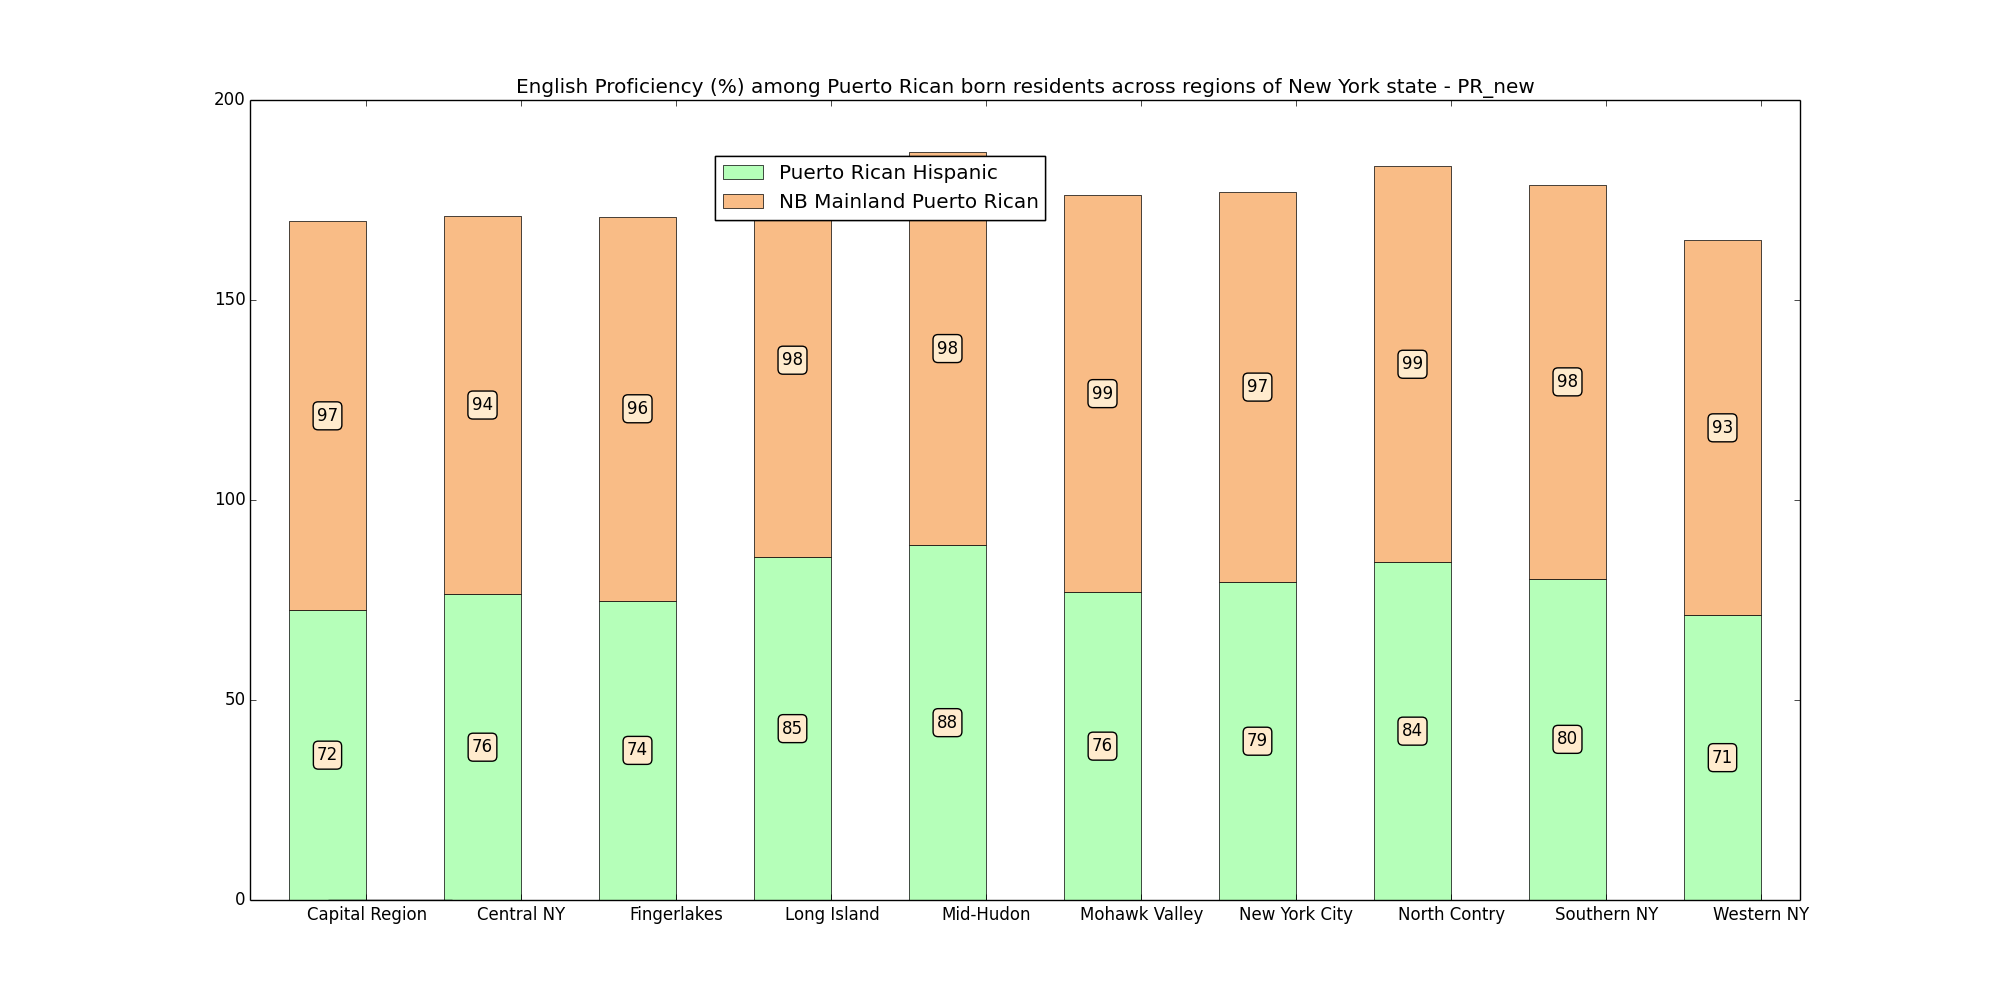 English Proficiency (%) among Puerto Rican born residents across regions of New York state - PR_new
200
150
100
50
0
Puerto Rican Hispanic
NB Mainland Puerto Rican
97
94
96
98
98
99
97
99
98
93
72
76
74
85
88
76
79
84
80
71
Capital Region
Central NY
Fingerlakes
Long Island
Mid-Hudon
Mohawk Valley
New York City
North Contry
Southern NY
Western NY